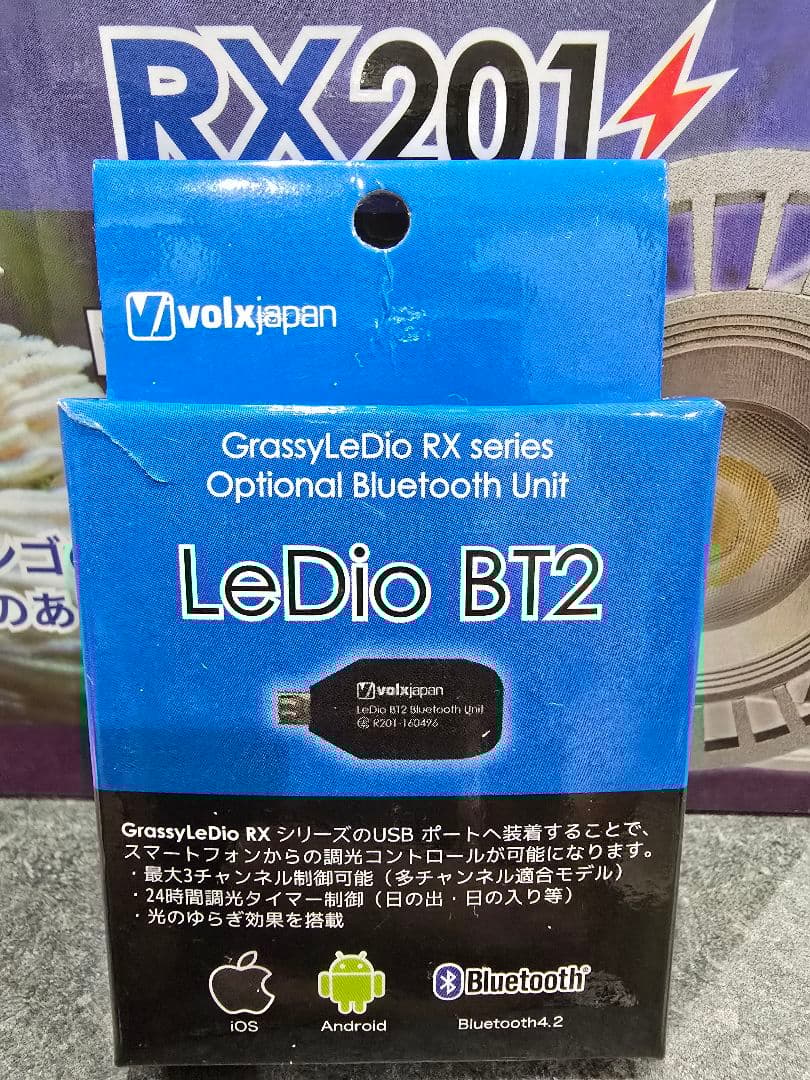 RX201
volxjapan
GrassyLeDio RX series
Optional Bluetooth Unit
LeDio BT2
volxjapan
LeDio BT2 Bluetooth Unit
R201-160496
ンゴ
のあ
GrassyLeDio RX シリーズのUSB ポートへ装着することで、
スマートフォンからの調光コントロールが可能になります。
・最大3チャンネル制御可能（多チャンネル適合モデル）
・24時間調光タイマー制御（日の出・日の入り等）
・光のゆらぎ効果を搭載
Bluetooth®
iOS
Android
Bluetooth4.2